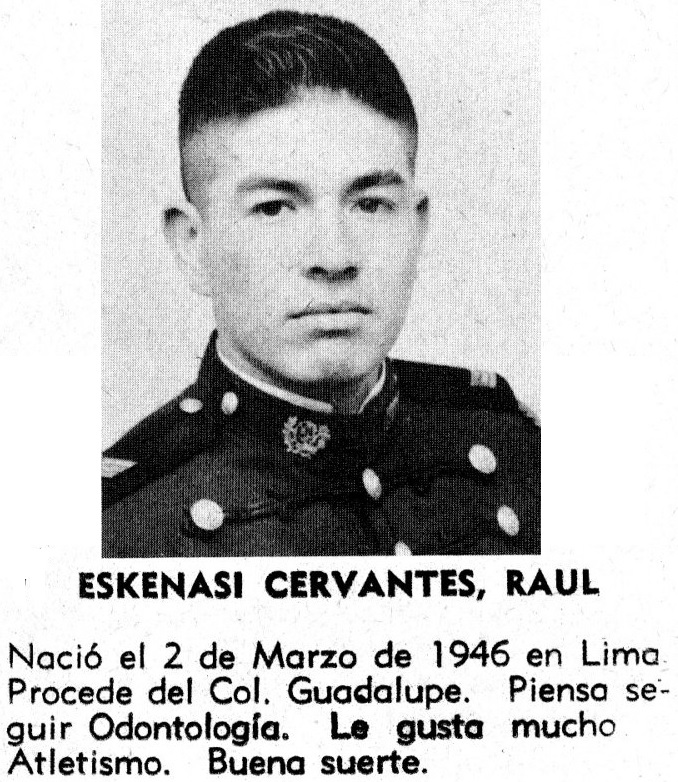 ESKENASI CERVANTES, RAUL
Nació el 2 de Marzo de 1946 en Lima
Procede del Col. Guadalupe. Piensa se-
guir Odontología. Le gusta mucho
Atletismo. Buena suerte.